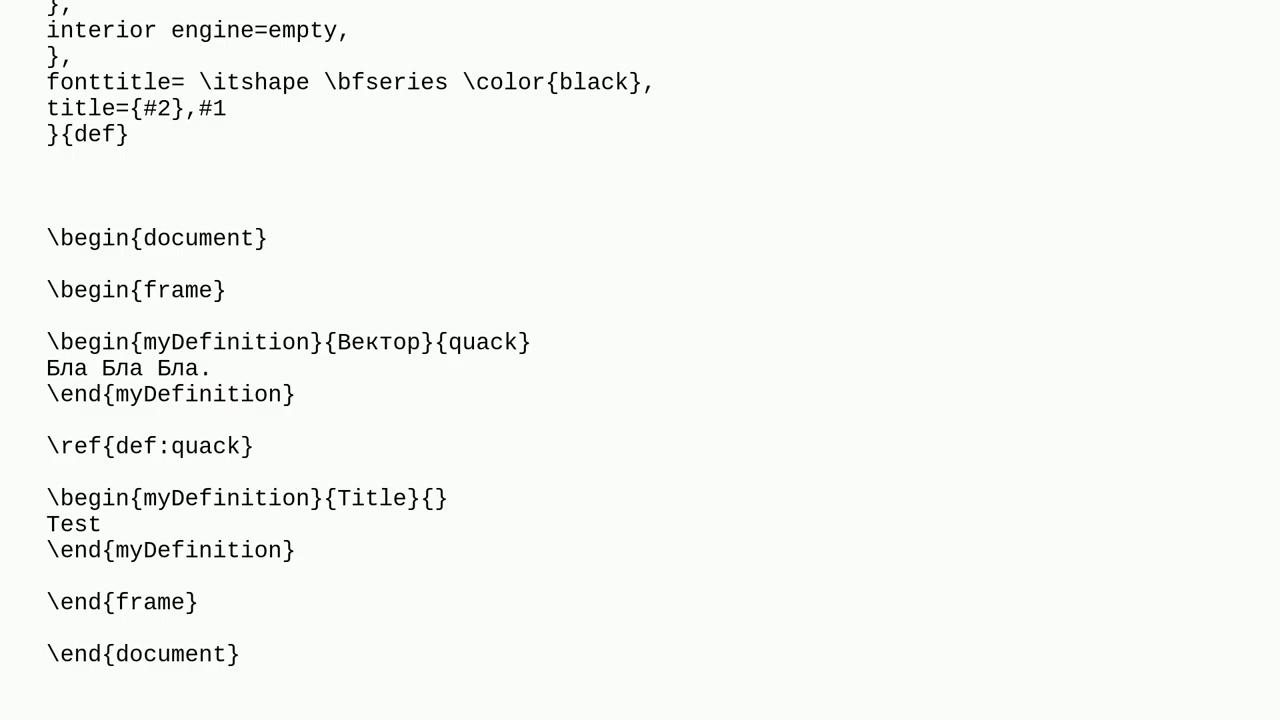 },
interior engine=empty,
},
fonttitle= \itshape \bfseries \color{black},
title={#2},#1
}{def}
\begin{document}
\begin{frame}
\begin{myDefinition}{Вектор}{quack}
Бла Бла Бла.
\end{myDefinition}
\ref{def:quack}
\begin{myDefinition}{Title}{}
Test
\end{myDefinition}
\end{frame}
\end{document}